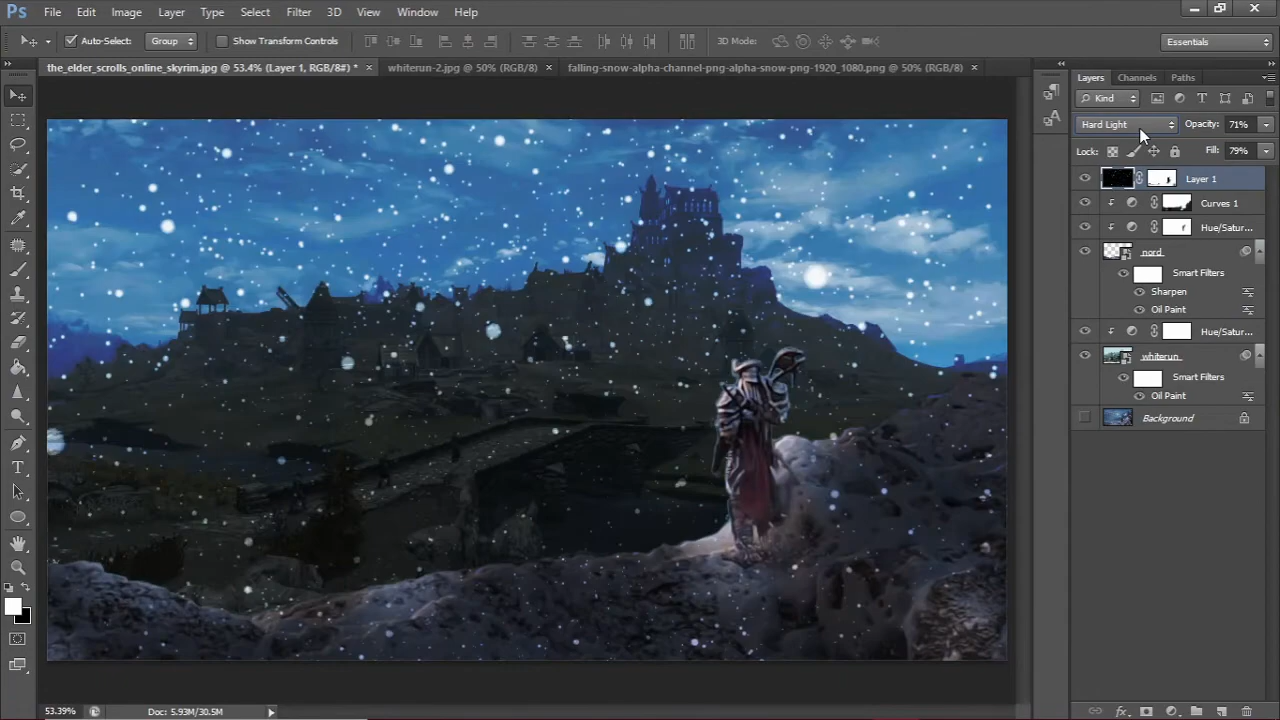 Ps File Edit Image Layer Type Select Filter 3D View Window Help
Auto-Select: Group Show Transform Controls 3D Mode: Essentials
the_elder_scrolls_online_skyrim.jpg @ 53.4% (Layer 1, RGB/8#) * × whiterun-2.jpg @ 50% (RGB/8) × falling-snow-alpha-channel-png-alpha-snow-png-1920_1080.png @ 50% (RGB/8) ×
Layers Channels Paths
Kind
Hard Light Opacity: 71%
Lock: Fill: 79%
Layer 1
Curves 1
Hue/Satur...
nord
Smart Filters
Sharpen
Oil Paint
Hue/Satur...
whiterun
Smart Filters
Oil Paint
Background
53.39% Doc: 5.93M/30.5M